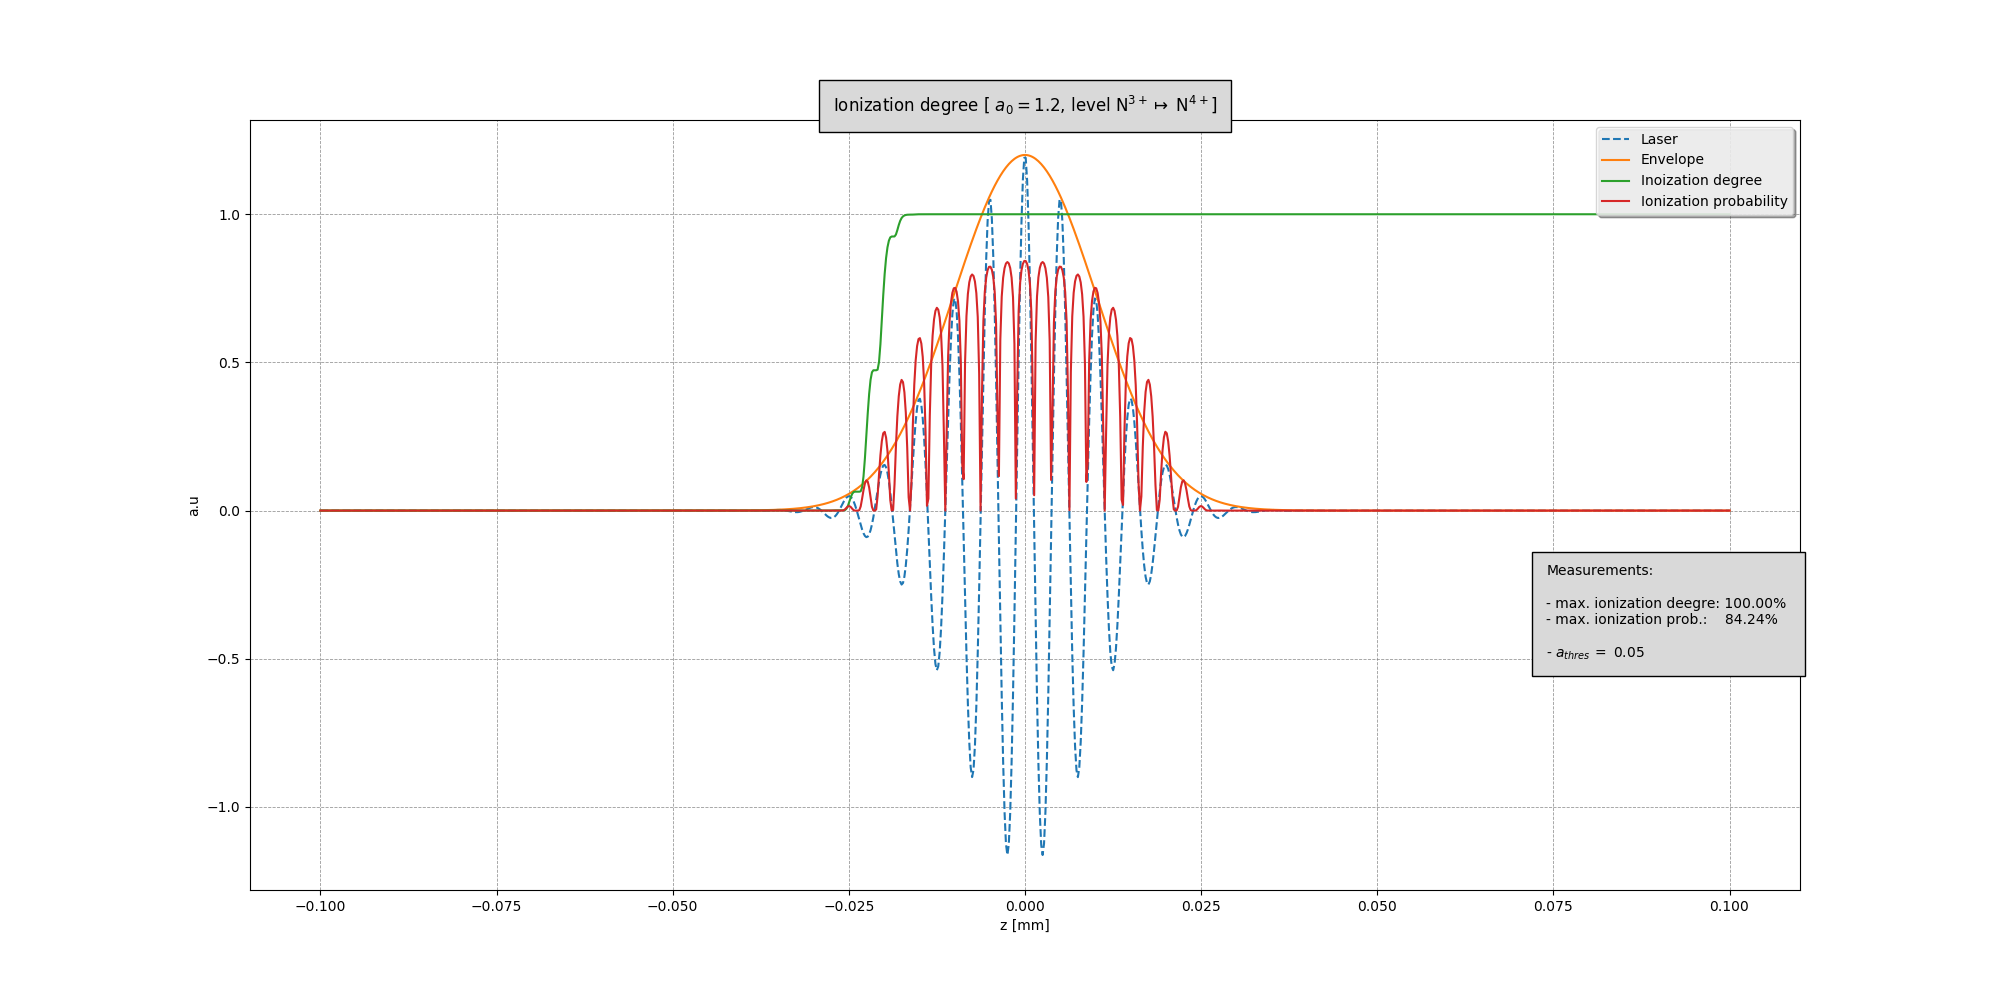 Ionization degree [ a₀ = 1.2, level N³⁺ ↦ N⁴⁺]
Laser
Envelope
Inoization degree
Ionization probability
1.0
0.5
0.0
−0.5
−1.0
a.u
Measurements:
- max. ionization deegre: 100.00%
- max. ionization prob.: 84.24%
- a_thres = 0.05
−0.100 −0.075 −0.050 −0.025 0.000 0.025 0.050 0.075 0.100
z [mm]